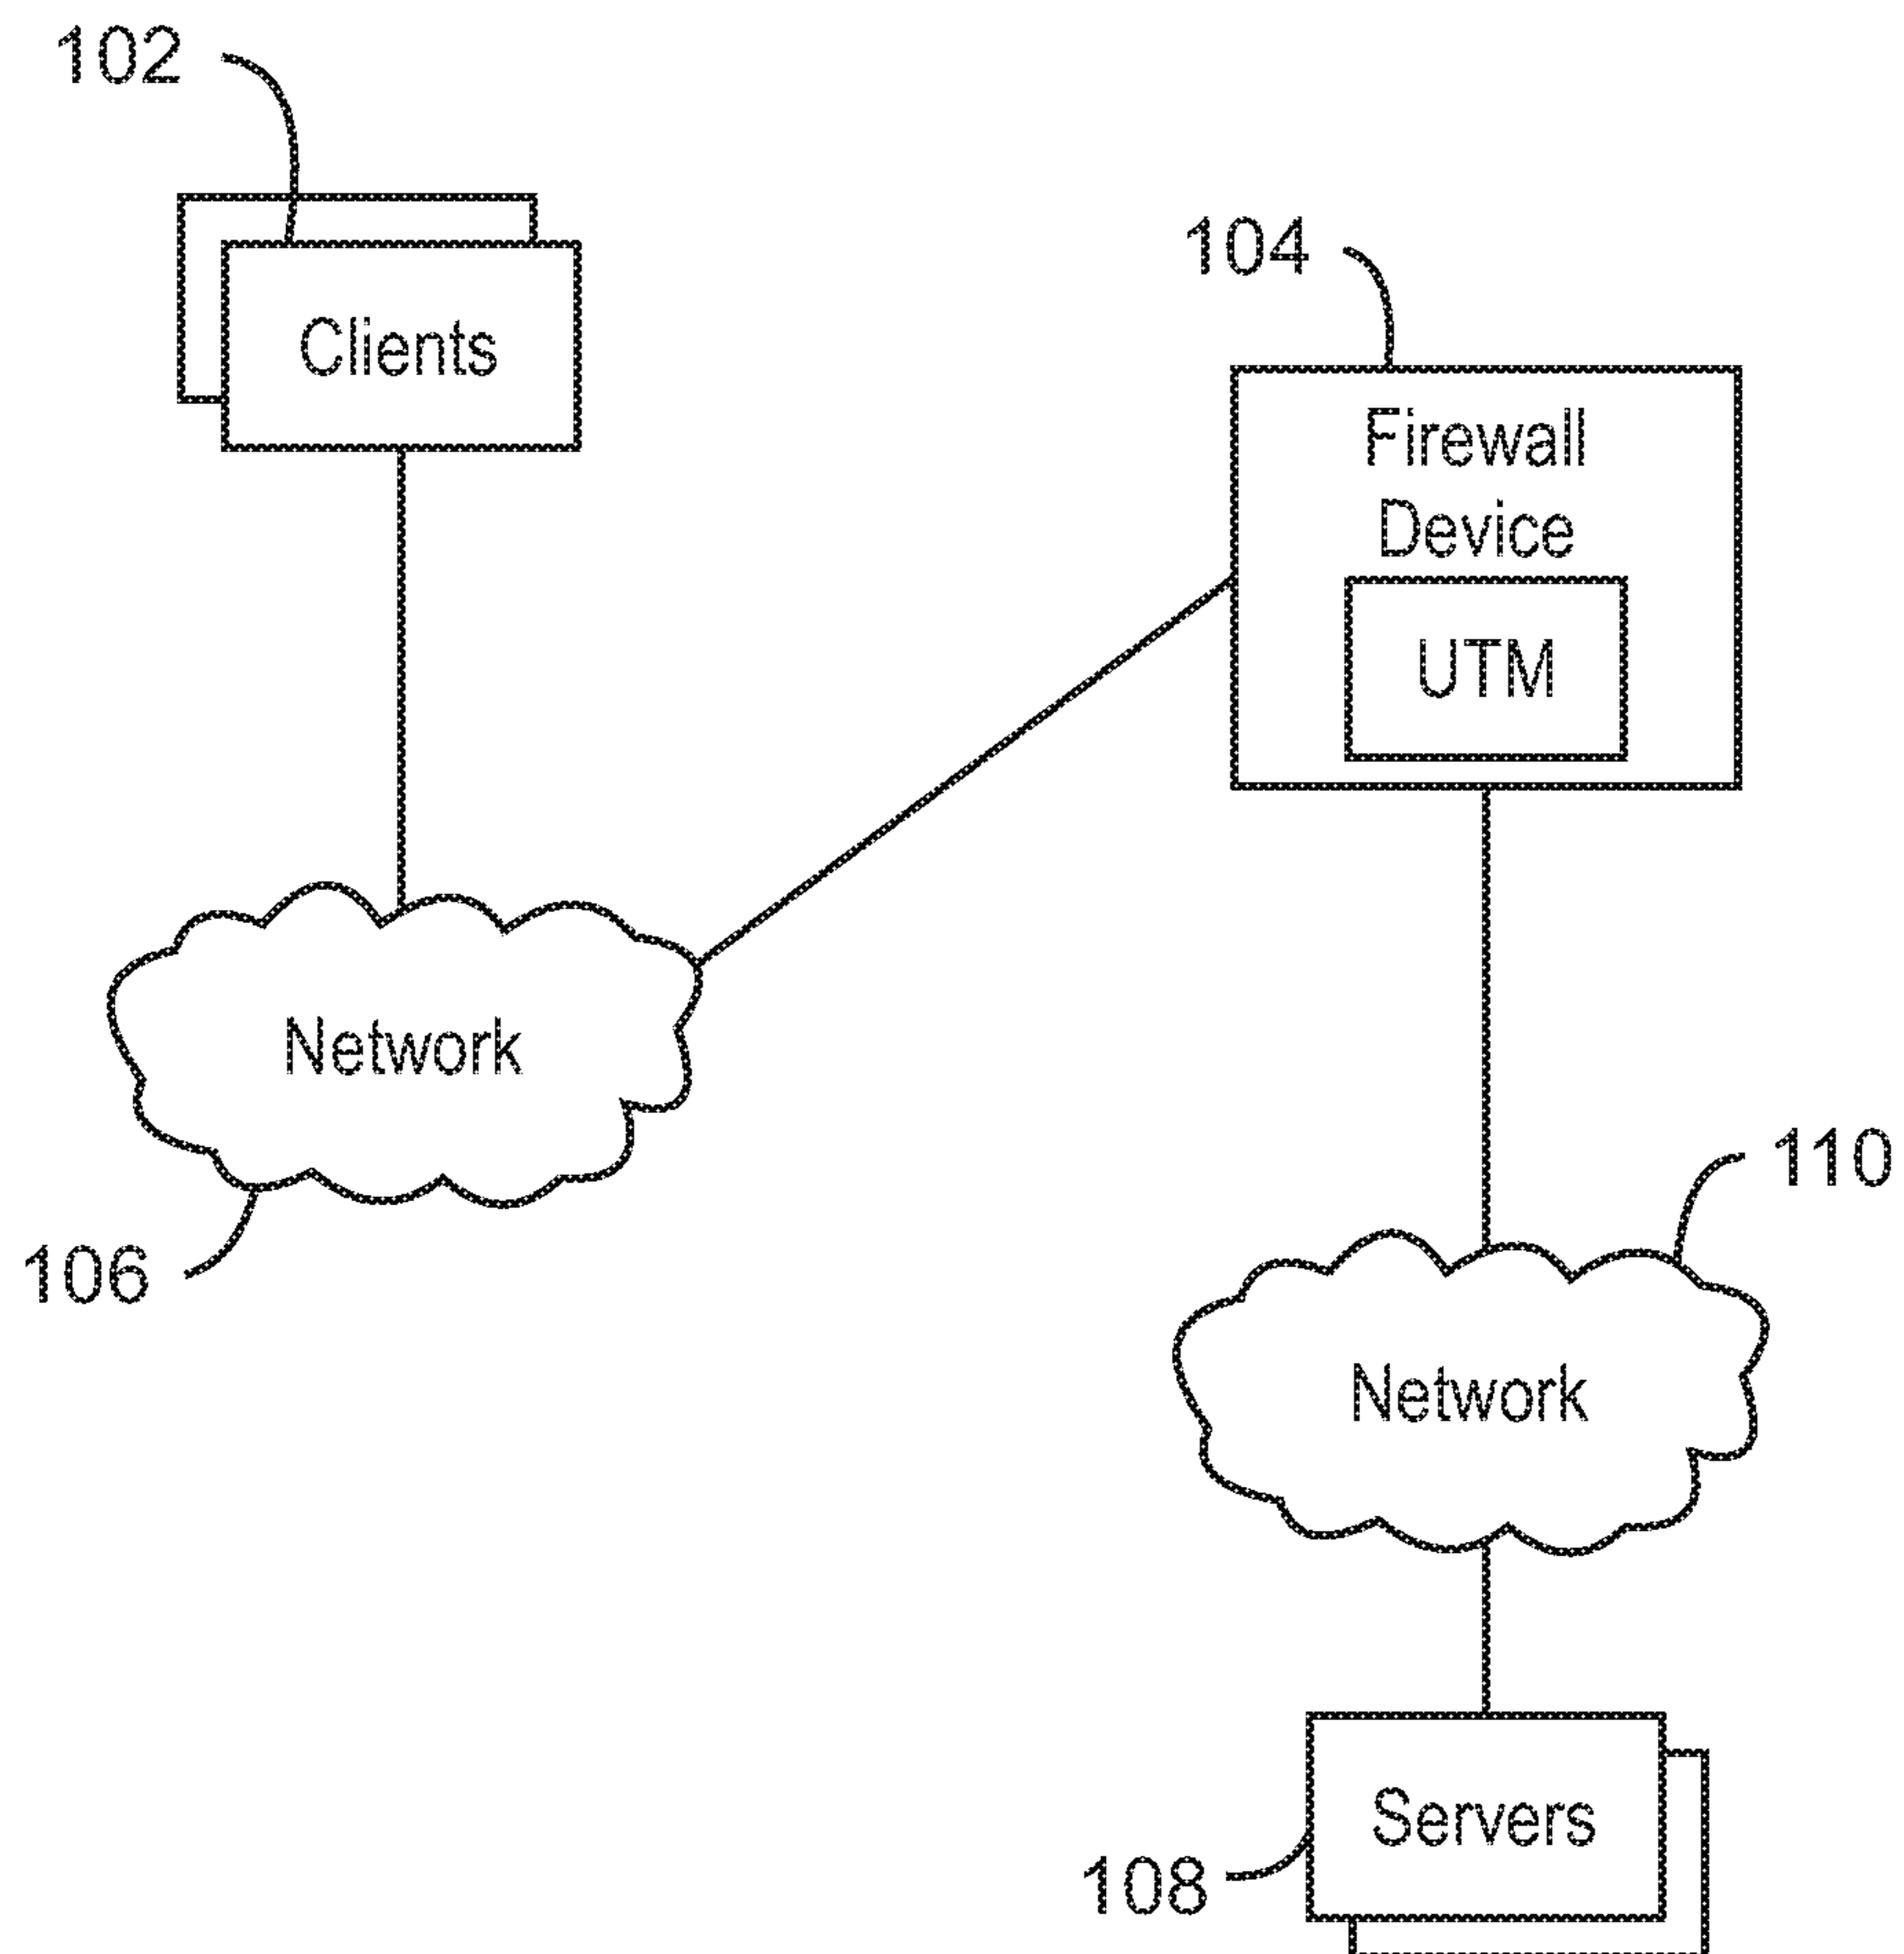 102
Clients
104
Firewall
Device
UTM
Network
106
110
Network
Servers
108